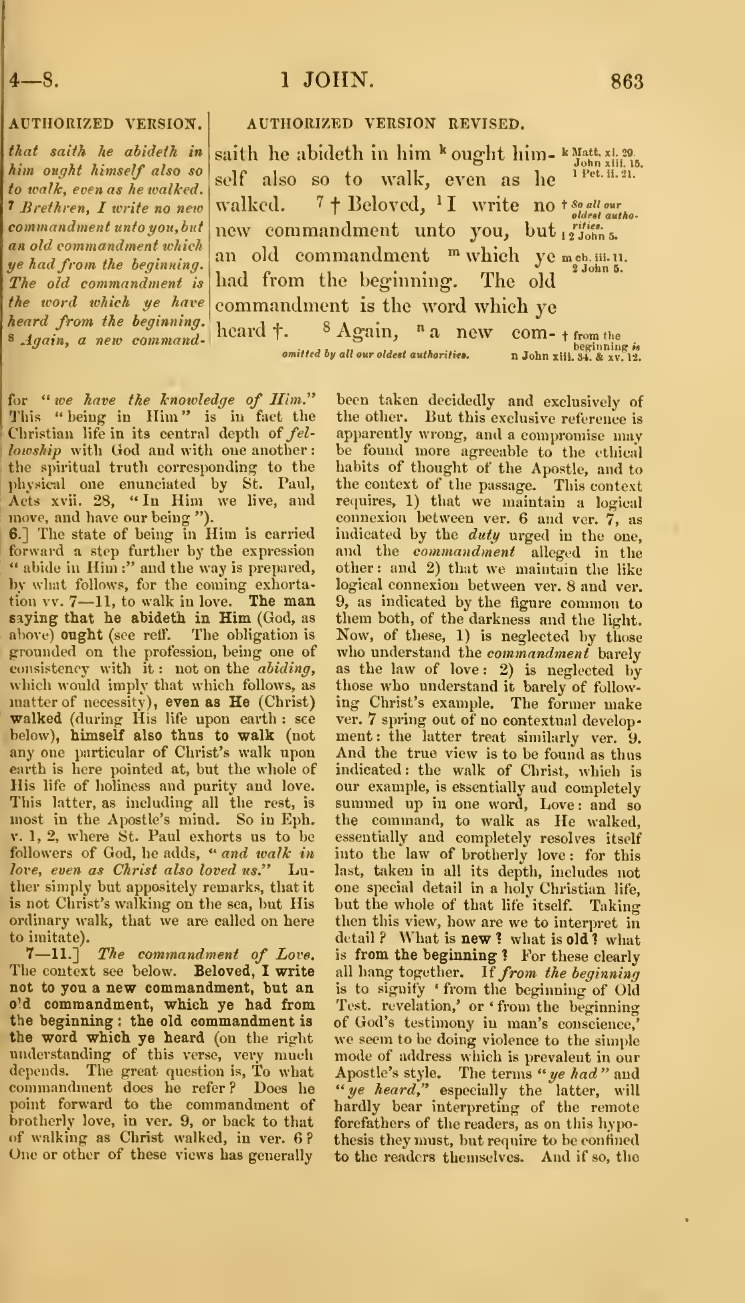 4—8.
1 JOHN.
863
AUTHORIZED VERSION.
that saith he abideth in
him ought himself also so
to walk, even as he walked.
7 Brethren, I write no new
commandment unto you, but
an old commandment which
ye had from the beginning.
The old commandment is
the word which ye have
heard from the beginning.
8 Again, a new command-
AUTHORIZED VERSION REVISED.
saith he abideth in him k ought him-
self also so to walk, even as he
walked. 7 † Beloved, l I write no
new commandment unto you, but
an old commandment m which ye
had from the beginning. The old
commandment is the word which ye
heard †. 8 Again, n a new com-
omitted by all our oldest authorities.
k Matt. xi. 29.
John xiii. 15.
1 Pet. ii. 21.
† So all our
oldest autho-
rities.
l 2 John 5.
m ch. iii. 11.
2 John 5.
† from the
beginning is
n John xiii. 34. & xv. 12.
for "we have the knowledge of Him."
This "being in Him" is in fact the
Christian life in its central depth of fel-
lowship with God and with one another:
the spiritual truth corresponding to the
physical one enunciated by St. Paul,
Acts xvii. 28, "In Him we live, and
move, and have our being").
6.] The state of being in Him is carried
forward a step further by the expression
"abide in Him:" and the way is prepared,
by what follows, for the coming exhorta-
tion vv. 7—11, to walk in love. The man
saying that he abideth in Him (God, as
above) ought (see reff. The obligation is
grounded on the profession, being one of
consistency with it: not on the abiding,
which would imply that which follows, as
matter of necessity), even as He (Christ)
walked (during His life upon earth: see
below), himself also thus to walk (not
any one particular of Christ's walk upon
earth is here pointed at, but the whole of
His life of holiness and purity and love.
This latter, as including all the rest, is
most in the Apostle's mind. So in Eph.
v. 1, 2, where St. Paul exhorts us to be
followers of God, he adds, "and walk in
love, even as Christ also loved us." Lu-
ther simply but appositely remarks, that it
is not Christ's walking on the sea, but His
ordinary walk, that we are called on here
to imitate).
7—11.] The commandment of Love.
The context see below. Beloved, I write
not to you a new commandment, but an
old commandment, which ye had from
the beginning: the old commandment is
the word which ye heard (on the right
understanding of this verse, very much
depends. The great question is, To what
commandment does he refer? Does he
point forward to the commandment of
brotherly love, in ver. 9, or back to that
of walking as Christ walked, in ver. 6?
One or other of these views has generally
been taken decidedly and exclusively of
the other. But this exclusive reference is
apparently wrong, and a compromise may
be found more agreeable to the ethical
habits of thought of the Apostle, and to
the context of the passage. This context
requires, 1) that we maintain a logical
connexion between ver. 6 and ver. 7, as
indicated by the duty urged in the one,
and the commandment alleged in the
other: and 2) that we maintain the like
logical connexion between ver. 8 and ver.
9, as indicated by the figure common to
them both, of the darkness and the light.
Now, of these, 1) is neglected by those
who understand the commandment barely
as the law of love: 2) is neglected by
those who understand it barely of follow-
ing Christ's example. The former make
ver. 7 spring out of no contextual develop-
ment: the latter treat similarly ver. 9.
And the true view is to be found as thus
indicated: the walk of Christ, which is
our example, is essentially and completely
summed up in one word, Love: and so
the command, to walk as He walked,
essentially and completely resolves itself
into the law of brotherly love: for this
last, taken in all its depth, includes not
one special detail in a holy Christian life,
but the whole of that life itself. Taking
then this view, how are we to interpret in
detail? What is new? what is old? what
is from the beginning? For these clearly
all hang together. If from the beginning
is to signify 'from the beginning of Old
Test. revelation,' or 'from the beginning
of God's testimony in man's conscience,'
we seem to be doing violence to the simple
mode of address which is prevalent in our
Apostle's style. The terms "ye had" and
"ye heard," especially the latter, will
hardly bear interpreting of the remote
forefathers of the readers, as on this hypo-
thesis they must, but require to be confined
to the readers themselves. And if so, the